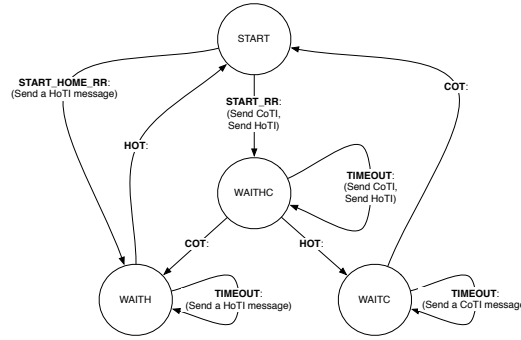 START
START_HOME_RR:
(Send a HoTI message)
COT:
START_RR:
(Send CoTI,
Send HoTI)
HOT:
TIMEOUT:
(Send CoTI,
Send HoTI)
WAITHC
COT:
HOT:
WAITH
TIMEOUT:
(Send a HoTI message)
WAITC
TIMEOUT:
(Send a CoTI message